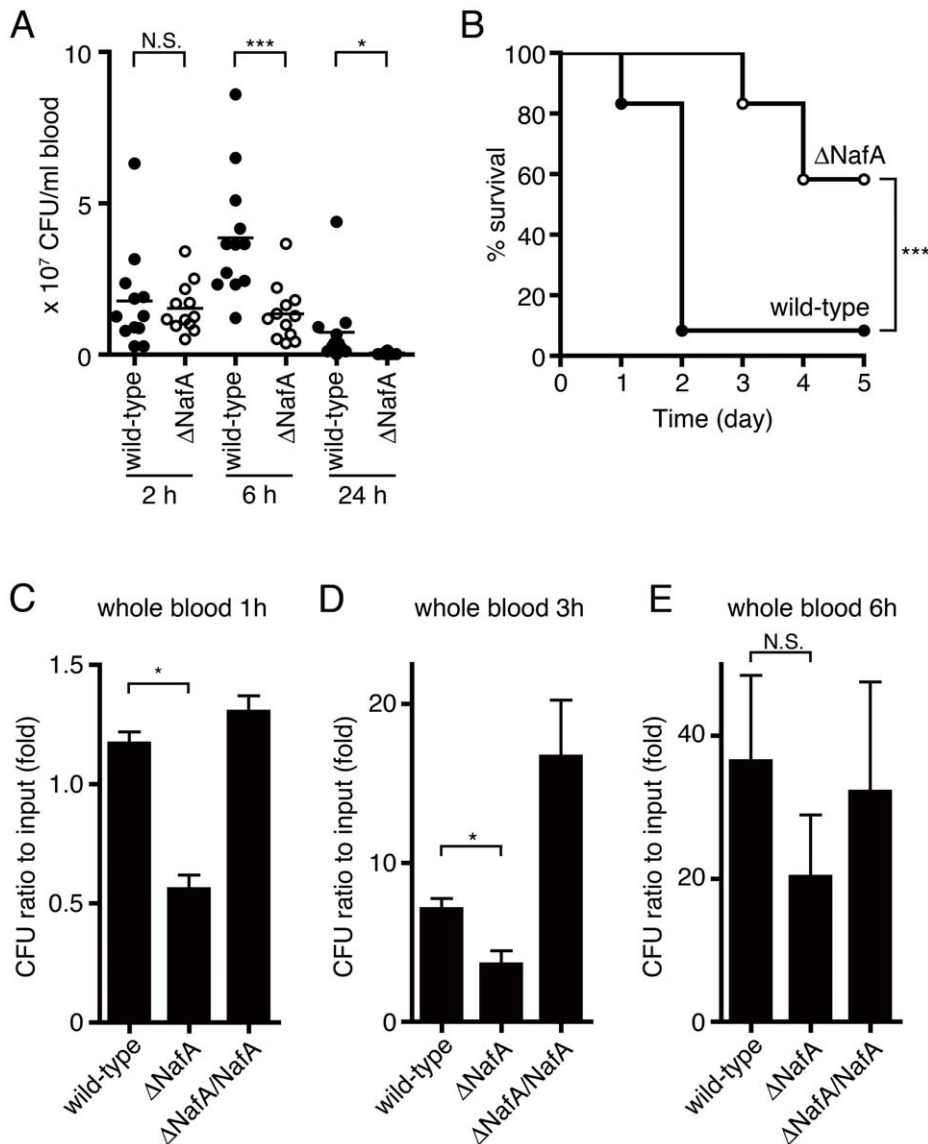 A
N.S.
***
*
10
5
0
x 10⁷ CFU/ml blood
wild-type
ΔNafA
wild-type
ΔNafA
wild-type
ΔNafA
2 h
6 h
24 h
B
100
80
60
40
20
0
% survival
ΔNafA
wild-type
***
0
1
2
3
4
5
Time (day)
C
whole blood 1h
*
1.5
1.0
0.5
0
CFU ratio to input (fold)
wild-type
ΔNafA
ΔNafA/NafA
D
whole blood 3h
*
20
10
0
CFU ratio to input (fold)
wild-type
ΔNafA
ΔNafA/NafA
E
whole blood 6h
N.S.
40
20
0
CFU ratio to input (fold)
wild-type
ΔNafA
ΔNafA/NafA